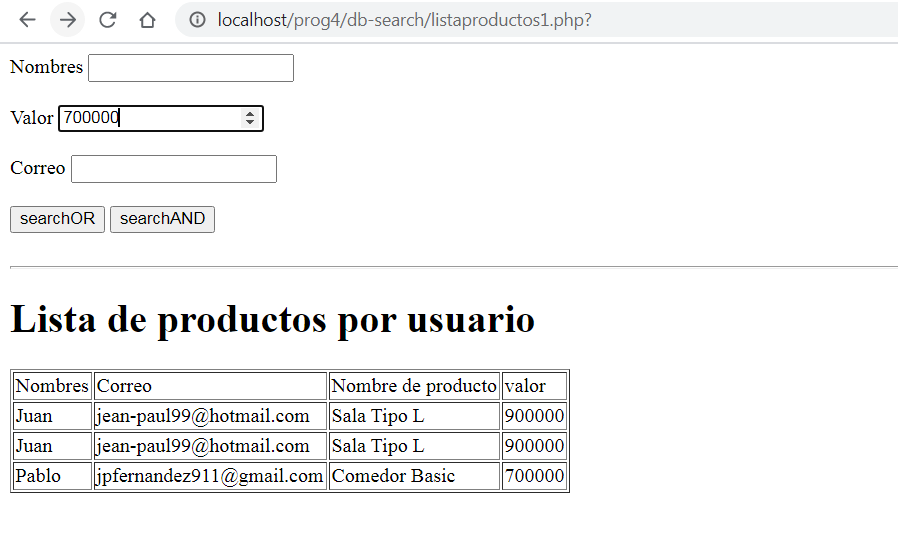 localhost/prog4/db-search/listaproductos1.php?
Nombres
Valor 700000
Correo
searchOR searchAND
Lista de productos por usuario
Nombres Correo Nombre de producto valor
Juan jean-paul99@hotmail.com Sala Tipo L 900000
Juan jean-paul99@hotmail.com Sala Tipo L 900000
Pablo jpfernandez911@gmail.com Comedor Basic 700000